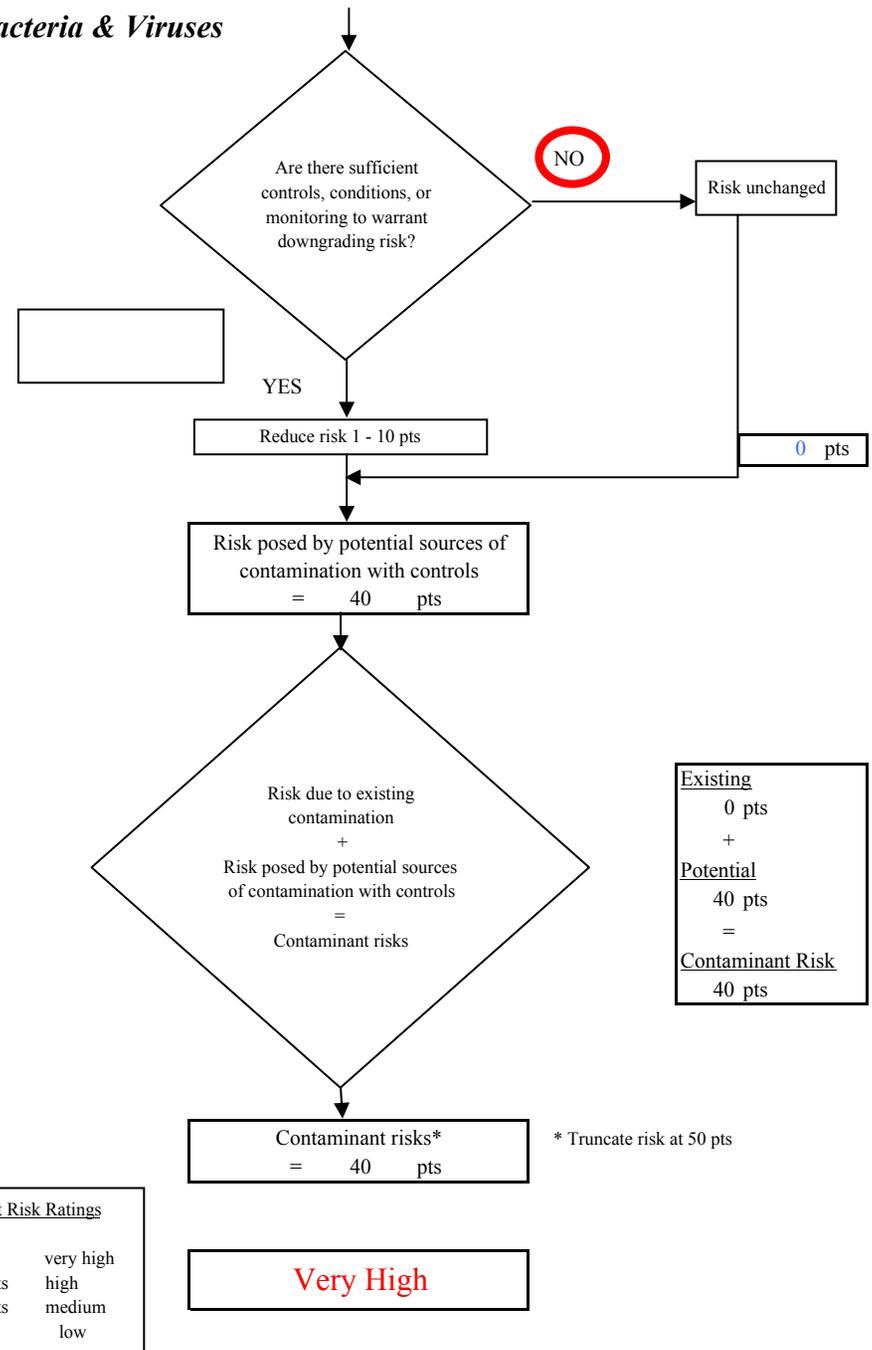 acteria & Viruses
Are there sufficient
controls, conditions, or
monitoring to warrant
downgrading risk?
NO
Risk unchanged
YES
Reduce risk 1 - 10 pts
0 pts
Risk posed by potential sources of
contamination with controls
= 40 pts
Risk due to existing
contamination
+
Risk posed by potential sources
of contamination with controls
=
Contaminant risks
Existing
0 pts
+
Potential
40 pts
=
Contaminant Risk
40 pts
Contaminant risks*
= 40 pts
* Truncate risk at 50 pts
t Risk Ratings
very high
ts high
ts medium
low
Very High